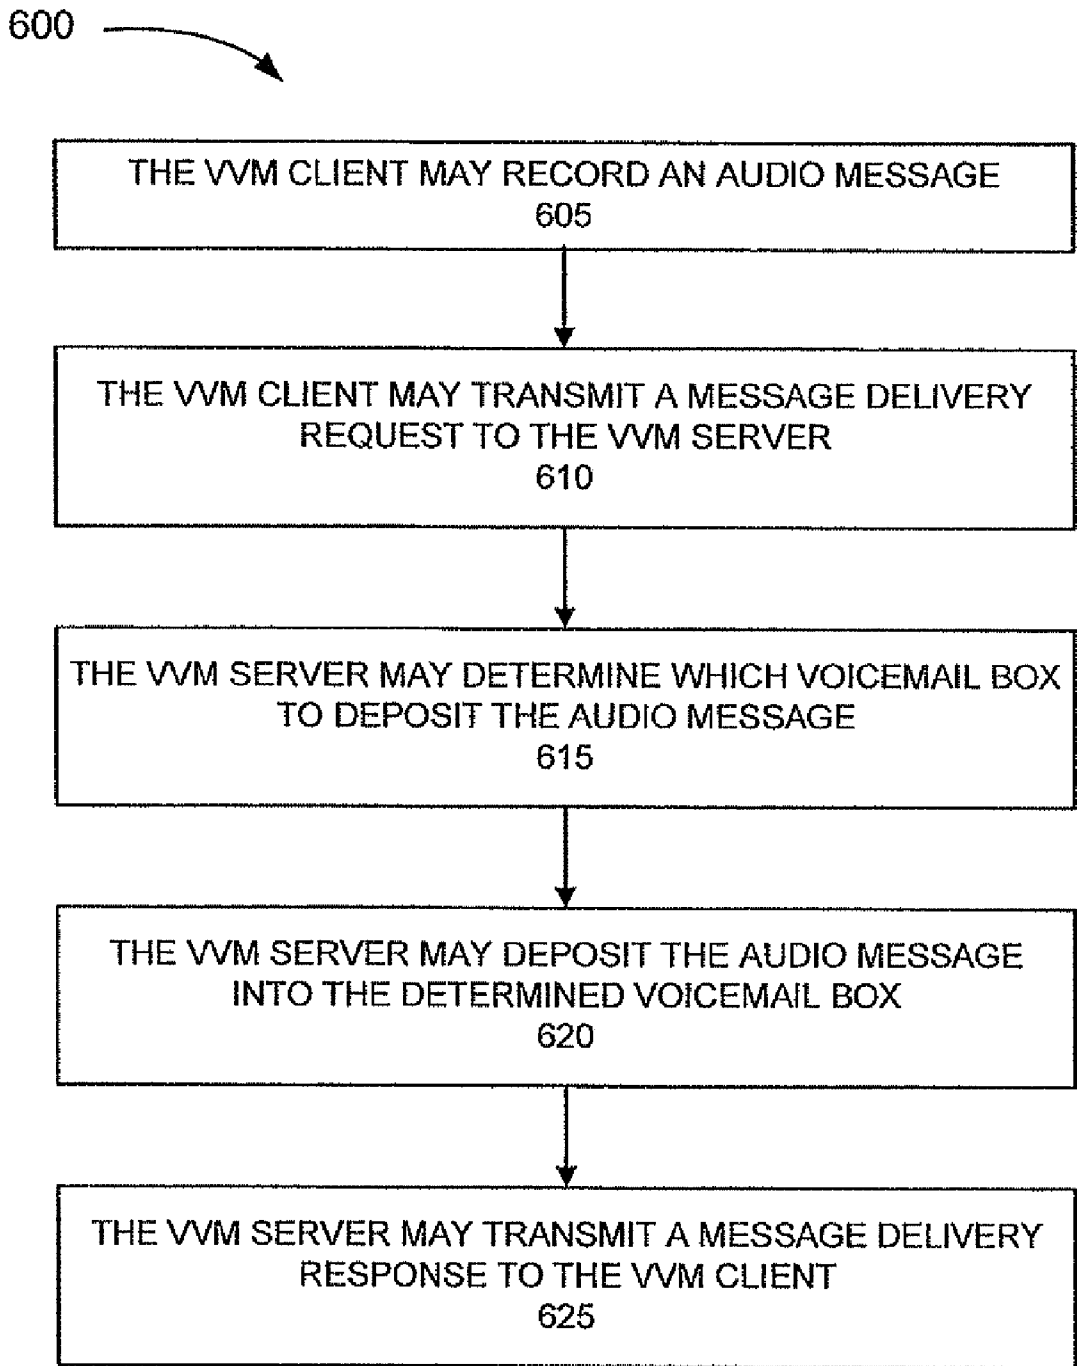 600
THE VVM CLIENT MAY RECORD AN AUDIO MESSAGE
605
THE VVM CLIENT MAY TRANSMIT A MESSAGE DELIVERY
REQUEST TO THE VVM SERVER
610
THE VVM SERVER MAY DETERMINE WHICH VOICEMAIL BOX
TO DEPOSIT THE AUDIO MESSAGE
615
THE VVM SERVER MAY DEPOSIT THE AUDIO MESSAGE
INTO THE DETERMINED VOICEMAIL BOX
620
THE VVM SERVER MAY TRANSMIT A MESSAGE DELIVERY
RESPONSE TO THE VVM CLIENT
625